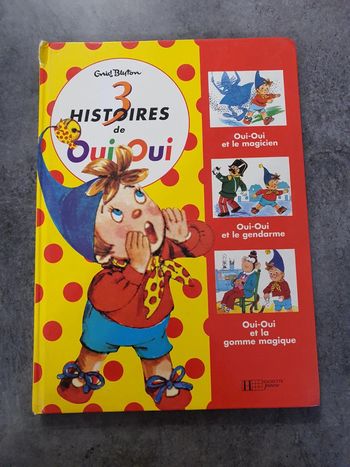 Enid Blyton
3
HISTOIRES
de
Oui-Oui
Oui-Oui
et le magicien
Oui-Oui
et le gendarme
Oui-Oui
et la
gomme magique
H
HACHETTE
Jeunesse